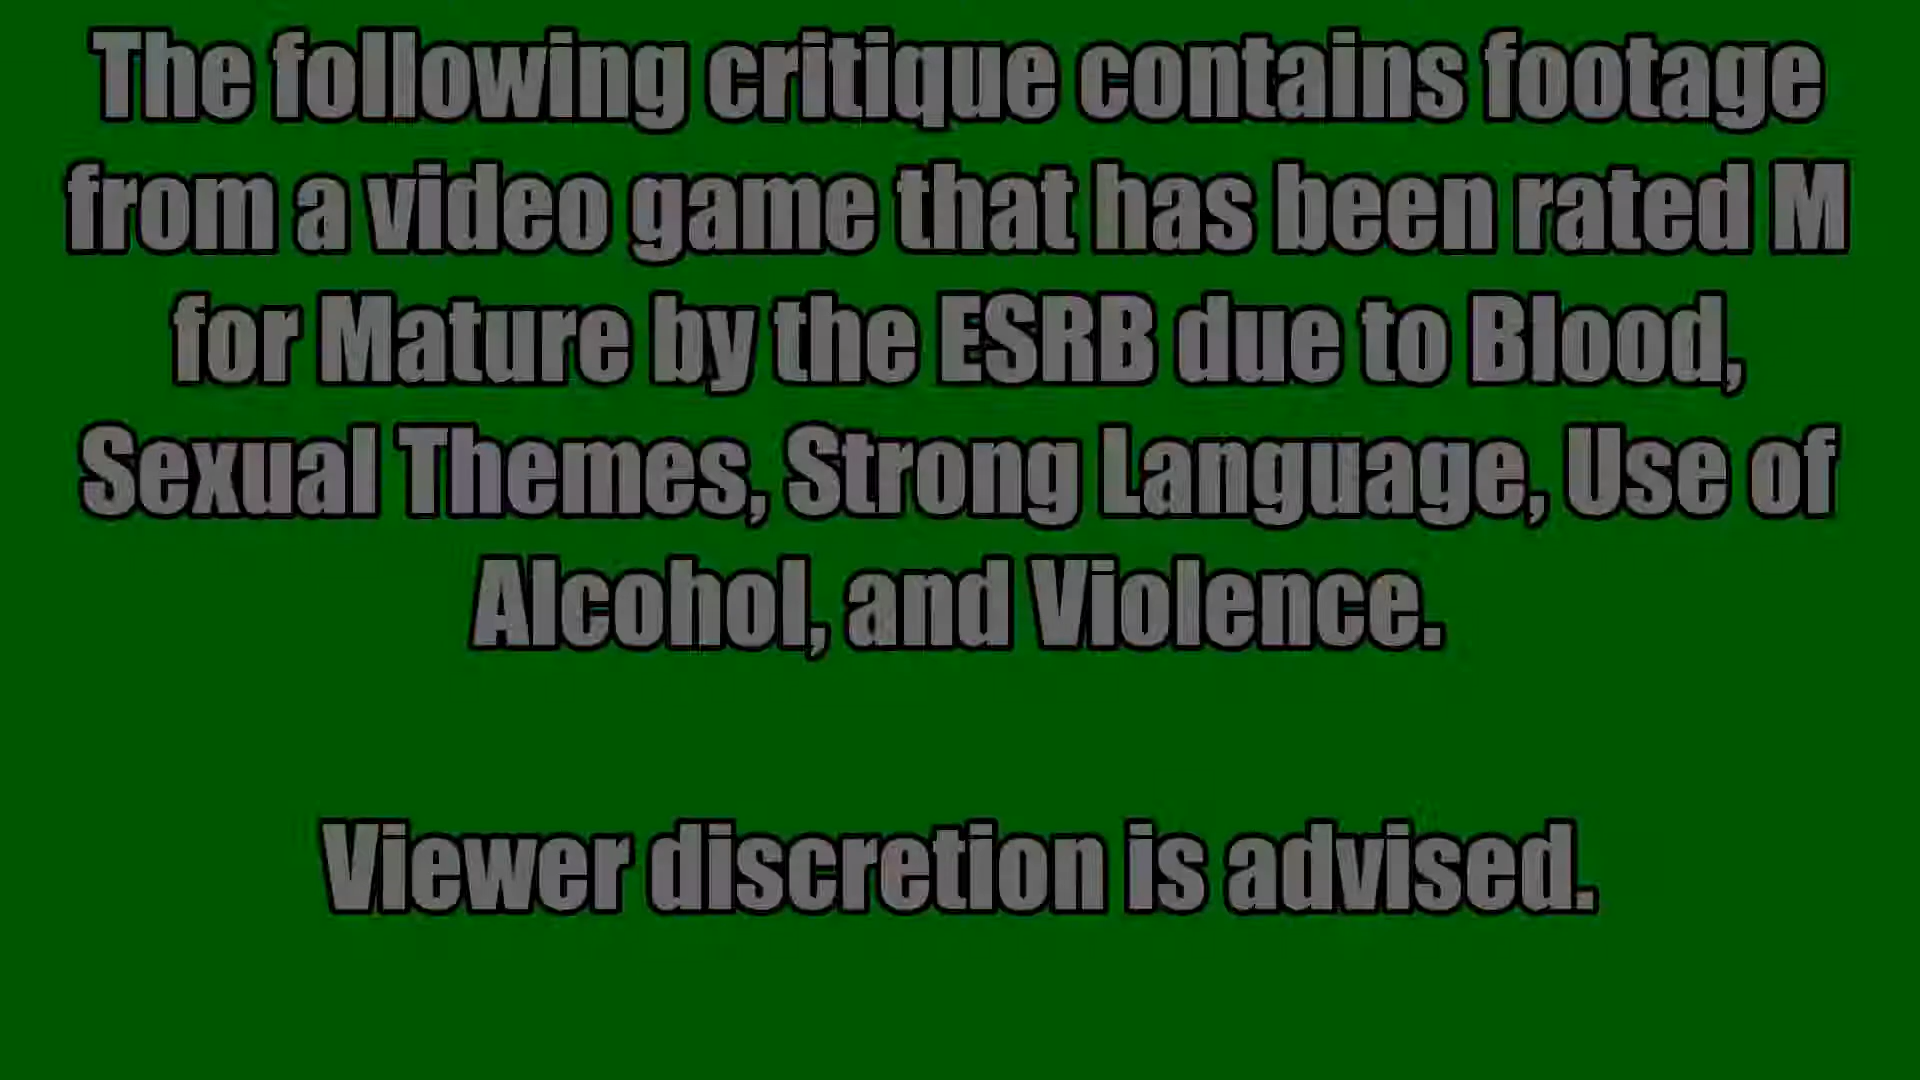 The following critique contains footage
from a video game that has been rated M
for Mature by the ESRB due to Blood,
Sexual Themes, Strong Language, Use of
Alcohol, and Violence.
Viewer discretion is advised.